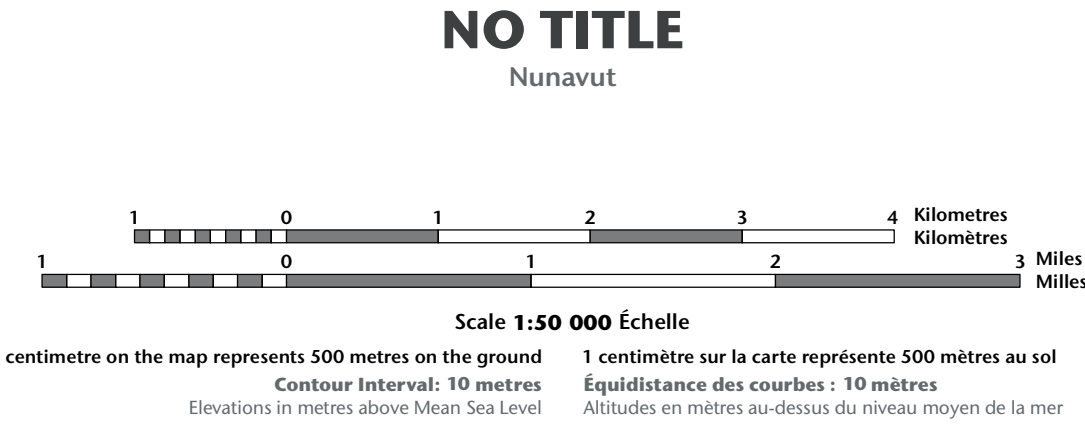 NO TITLE
Nunavut
1 0 1 2 3 4 Kilometres
Kilomètres
1 0 1 2 3 Miles
Milles
Scale 1:50 000 Échelle
centimetre on the map represents 500 metres on the ground
Contour Interval: 10 metres
Elevations in metres above Mean Sea Level
1 centimètre sur la carte représente 500 mètres au sol
Équidistance des courbes : 10 mètres
Altitudes en mètres au-dessus du niveau moyen de la mer